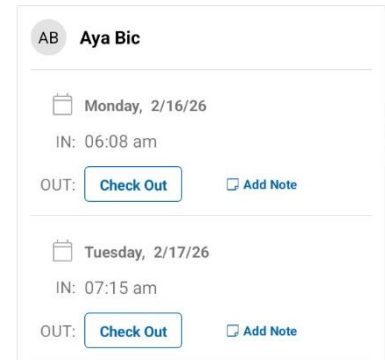 AB Aya Bic
Monday, 2/16/26
IN: 06:08 am
OUT: Check Out Add Note
Tuesday, 2/17/26
IN: 07:15 am
OUT: Check Out Add Note